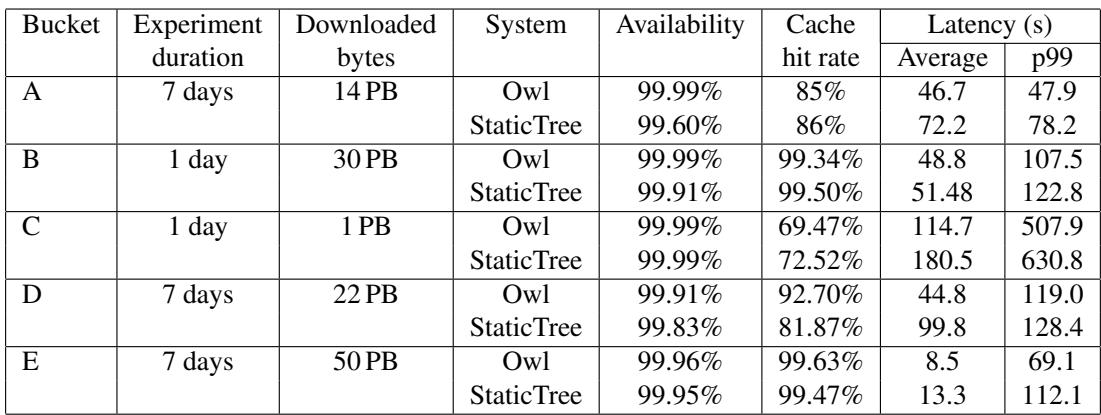 Bucket Experiment Downloaded System Availability Cache Latency (s)
duration bytes hit rate Average p99
A 7 days 14 PB Owl 99.99% 85% 46.7 47.9
StaticTree 99.60% 86% 72.2 78.2
B 1 day 30 PB Owl 99.99% 99.34% 48.8 107.5
StaticTree 99.91% 99.50% 51.48 122.8
C 1 day 1 PB Owl 99.99% 69.47% 114.7 507.9
StaticTree 99.99% 72.52% 180.5 630.8
D 7 days 22 PB Owl 99.91% 92.70% 44.8 119.0
StaticTree 99.83% 81.87% 99.8 128.4
E 7 days 50 PB Owl 99.96% 99.63% 8.5 69.1
StaticTree 99.95% 99.47% 13.3 112.1